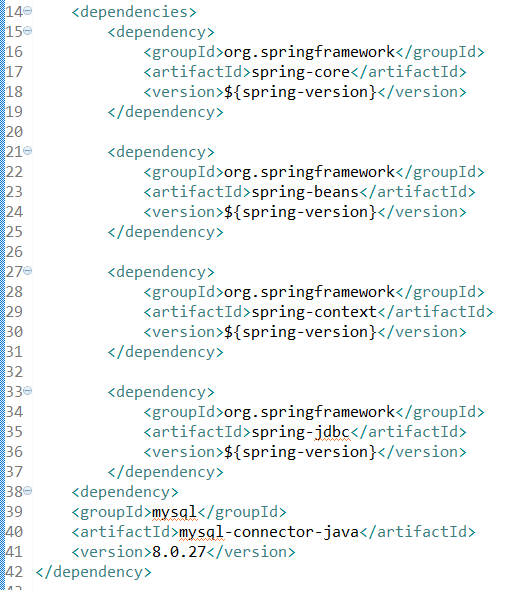 14 <dependencies>
15 <dependency>
16 <groupId>org.springframework</groupId>
17 <artifactId>spring-core</artifactId>
18 <version>${spring-version}</version>
19 </dependency>
20
21 <dependency>
22 <groupId>org.springframework</groupId>
23 <artifactId>spring-beans</artifactId>
24 <version>${spring-version}</version>
25 </dependency>
26
27 <dependency>
28 <groupId>org.springframework</groupId>
29 <artifactId>spring-context</artifactId>
30 <version>${spring-version}</version>
31 </dependency>
32
33 <dependency>
34 <groupId>org.springframework</groupId>
35 <artifactId>spring-jdbc</artifactId>
36 <version>${spring-version}</version>
37 </dependency>
38 <dependency>
39 <groupId>mysql</groupId>
40 <artifactId>mysql-connector-java</artifactId>
41 <version>8.0.27</version>
42 </dependency>